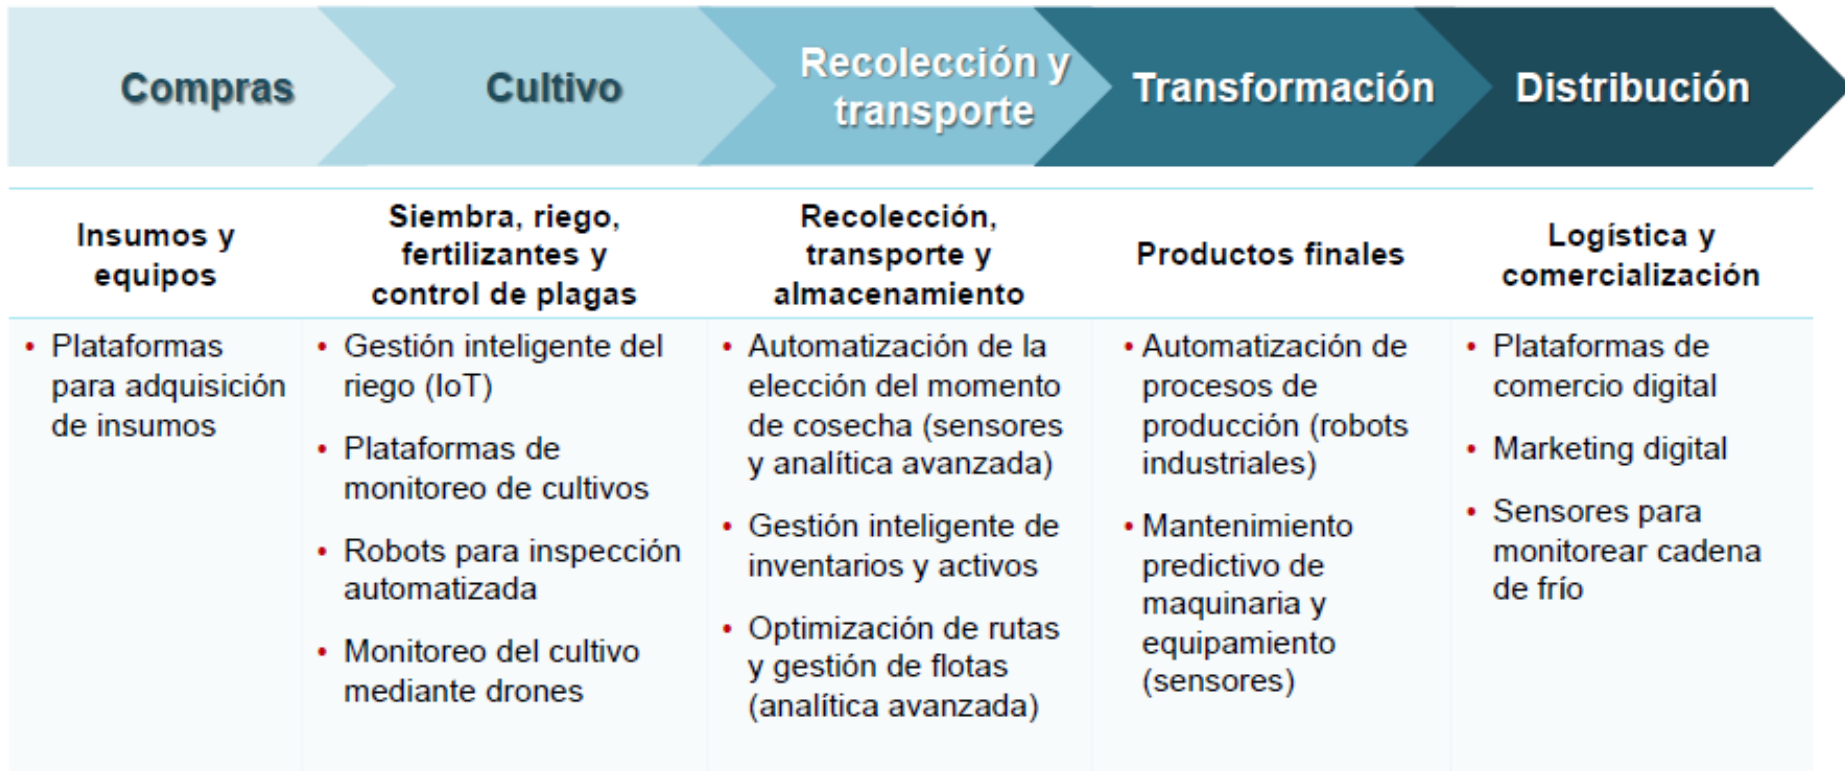 Compras
Cultivo
Recolección y
transporte
Transformación
Distribución
Insumos y
equipos
Siembra, riego,
fertilizantes y
control de plagas
Recolección,
transporte y
almacenamiento
Productos finales
Logística y
comercialización
• Plataformas
para adquisición
de insumos
• Gestión inteligente del
riego (IoT)
• Plataformas de
monitoreo de cultivos
• Robots para inspección
automatizada
• Monitoreo del cultivo
mediante drones
• Automatización de la
elección del momento
de cosecha (sensores
y analítica avanzada)
• Gestión inteligente de
inventarios y activos
• Optimización de rutas
y gestión de flotas
(analítica avanzada)
• Automatización de
procesos de
producción (robots
industriales)
• Mantenimiento
predictivo de
maquinaria y
equipamiento
(sensores)
• Plataformas de
comercio digital
• Marketing digital
• Sensores para
monitorear cadena
de frío